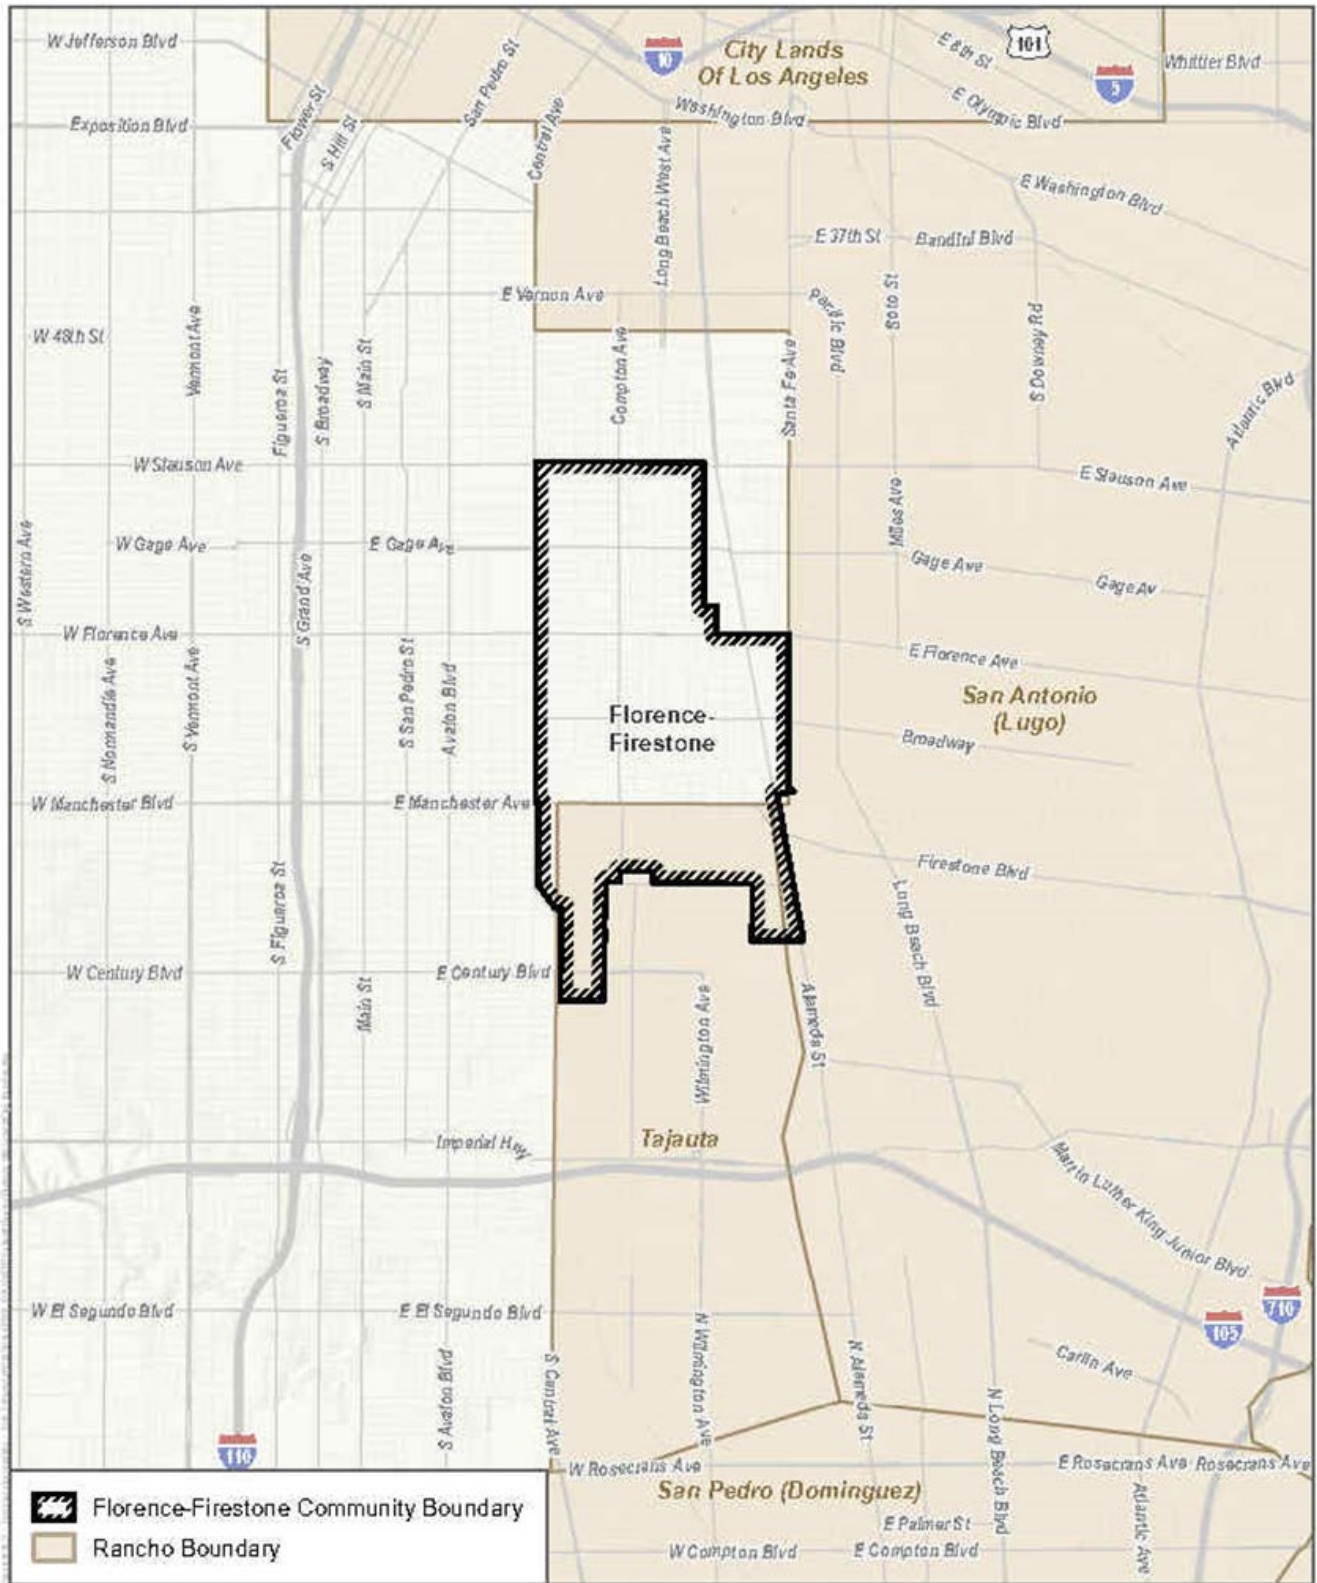 W Jefferson Blvd
San Pedro St
10
City Lands
Of Los Angeles
E 8th St
101
5
Whittier Blvd
Exposition Blvd
Flower St
S Hill St
Central Ave
Long Beach West Ave
Washington Blvd
E Olympic Blvd
E Washington Blvd
E 37th St
Bandini Blvd
E Vernon Ave
Pacific Blvd
Soto St
S Downey Rd
W 48th St
Vermont Ave
Figueroa St
S Broadway
S Main St
Compton Ave
Santa Fe Ave
Atlantic Blvd
W Slauson Ave
E Slauson Ave
S Western Ave
W Gage Ave
E Gage Ave
Miles Ave
Gage Ave
Gage Av
S Grand Ave
W Florence Ave
E Florence Ave
S Normandie Ave
S Vermont Ave
S San Pedro St
Avalon Blvd
Florence-
Firestone
San Antonio
(Lugo)
Broadway
W Manchester Blvd
E Manchester Ave
Firestone Blvd
S Figueroa St
Long Beach Blvd
W Century Blvd
E Century Blvd
Main St
Wilmington Ave
Alameda St
Imperial Hwy
Tajauta
Martin Luther King Junior Blvd
W El Segundo Blvd
E El Segundo Blvd
710
105
S Avalon Blvd
S Central Ave
N Wilmington Ave
N Alameda St
Carlin Ave
N Long Beach Blvd
110
W Rosecrans Ave
E Rosecrans Ave
Rosecrans Ave
San Pedro (Dominguez)
Atlantic Ave
E Palmer St
W Compton Blvd
E Compton Blvd
Florence-Firestone Community Boundary
Rancho Boundary